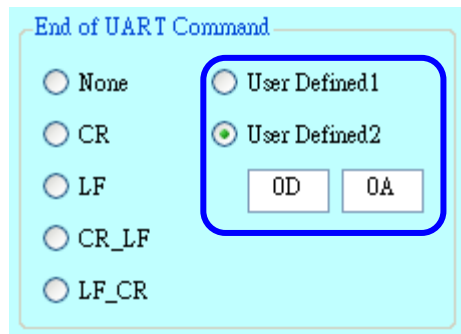 End of UART Command
None
User Defined1
CR
User Defined2
LF
0D
0A
CR_LF
LF_CR